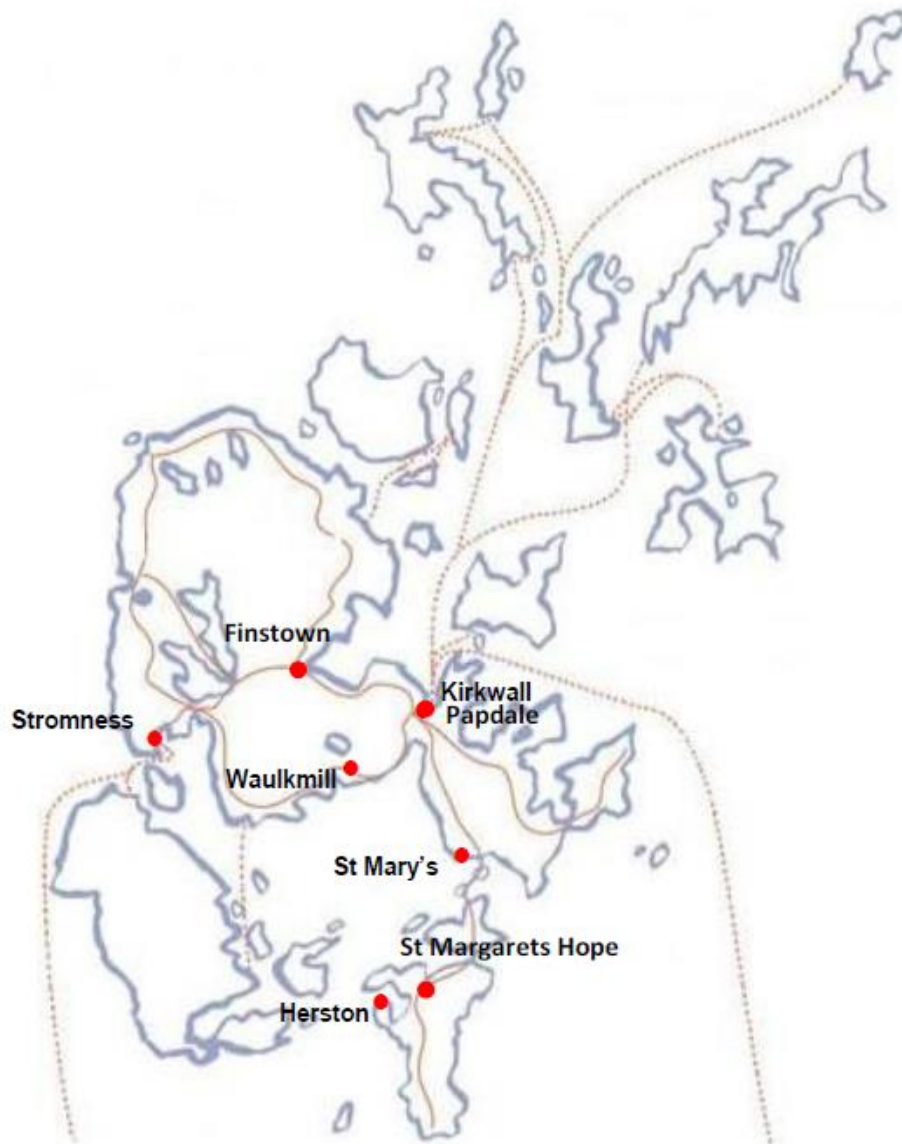 Finstown
Kirkwall
Papdale
Stromness
Waulkmill
St Mary's
St Margarets Hope
Herston